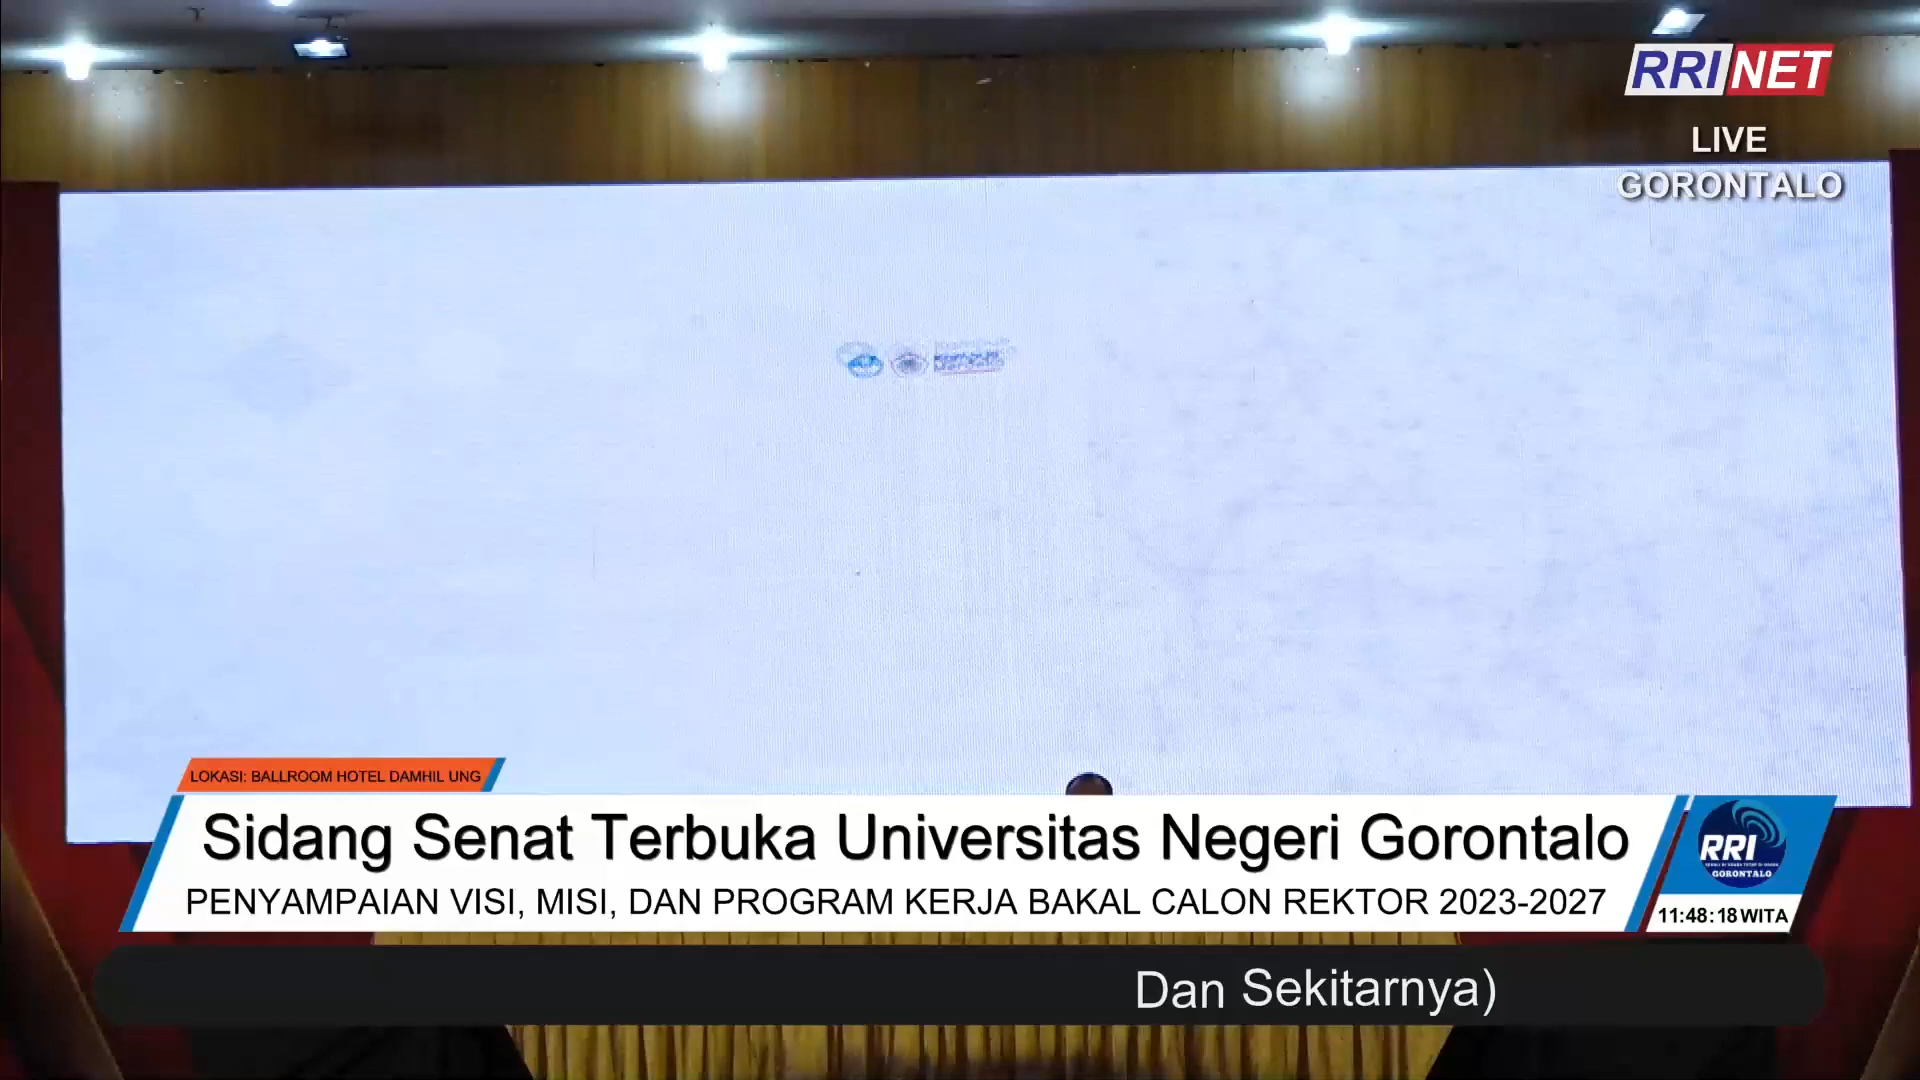 RRI NET
LIVE
GORONTALO
LOKASI: BALLROOM HOTEL DAMHIL UNG
Sidang Senat Terbuka Universitas Negeri Gorontalo
PENYAMPAIAN VISI, MISI, DAN PROGRAM KERJA BAKAL CALON REKTOR 2023-2027
RRI
GORONTALO
11:48:18 WITA
Dan Sekitarnya)